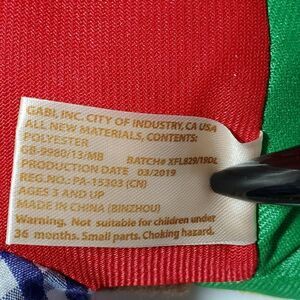 GABI, INC. CITY OF INDUSTRY, CA USA
ALL NEW MATERIALS, CONTENTS:
POLYESTER
GB-9980/13/MB BATCH# XFL829/19DL
PRODUCTION DATE 03/2019
REG.NO.: PA-15303 (CN)
AGES 3 AND UP
MADE IN CHINA (BINZHOU)
Warning. Not suitable for children under
36 months. Small parts. Choking hazard.